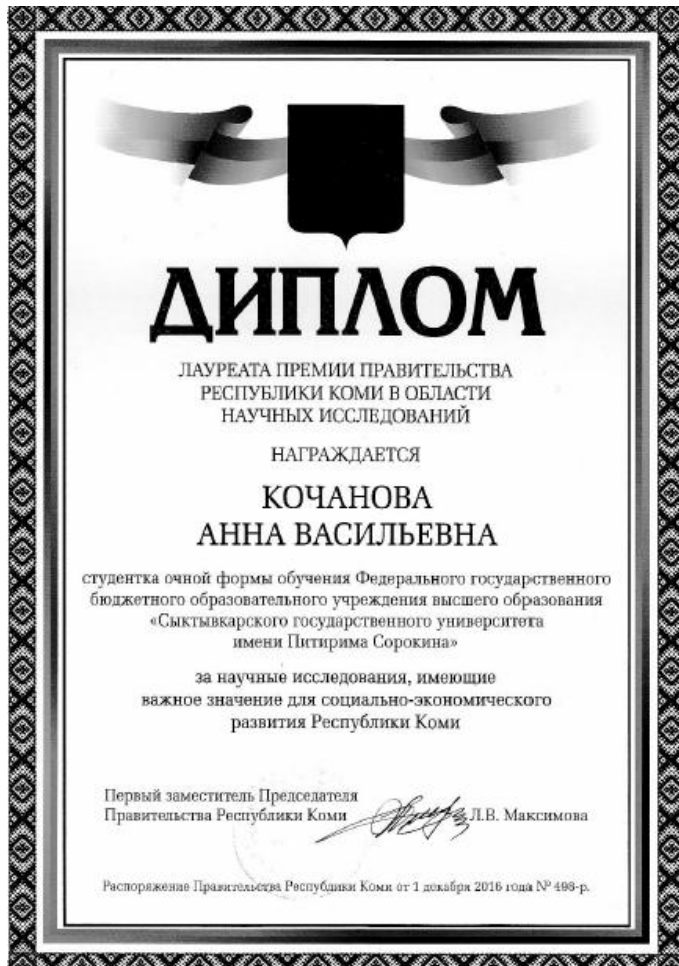 ДИПЛОМ
ЛАУРЕАТА ПРЕМИИ ПРАВИТЕЛЬСТВА
РЕСПУБЛИКИ КОМИ В ОБЛАСТИ
НАУЧНЫХ ИССЛЕДОВАНИЙ
НАГРАЖДАЕТСЯ
КОЧАНОВА
АННА ВАСИЛЬЕВНА
студентка очной формы обучения Федерального государственного
бюджетного образовательного учреждения высшего образования
«Сыктывкарского государственного университета
имени Питирима Сорокина»
за научные исследования, имеющие
важное значение для социально-экономического
развития Республики Коми
Первый заместитель Председателя
Правительства Республики Коми Л.В. Максимова
Распоряжение Правительства Республики Коми от 1 декабря 2016 года № 498-р.